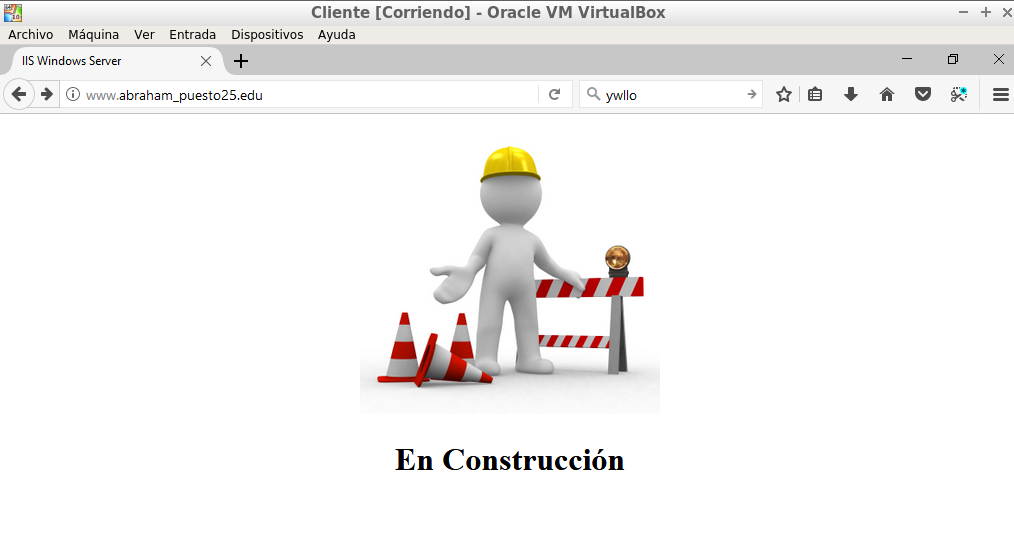 Cliente [Corriendo] - Oracle VM VirtualBox
Archivo Máquina Ver Entrada Dispositivos Ayuda
IIS Windows Server
www.abraham_puesto25.edu
ywllo
En Construcción